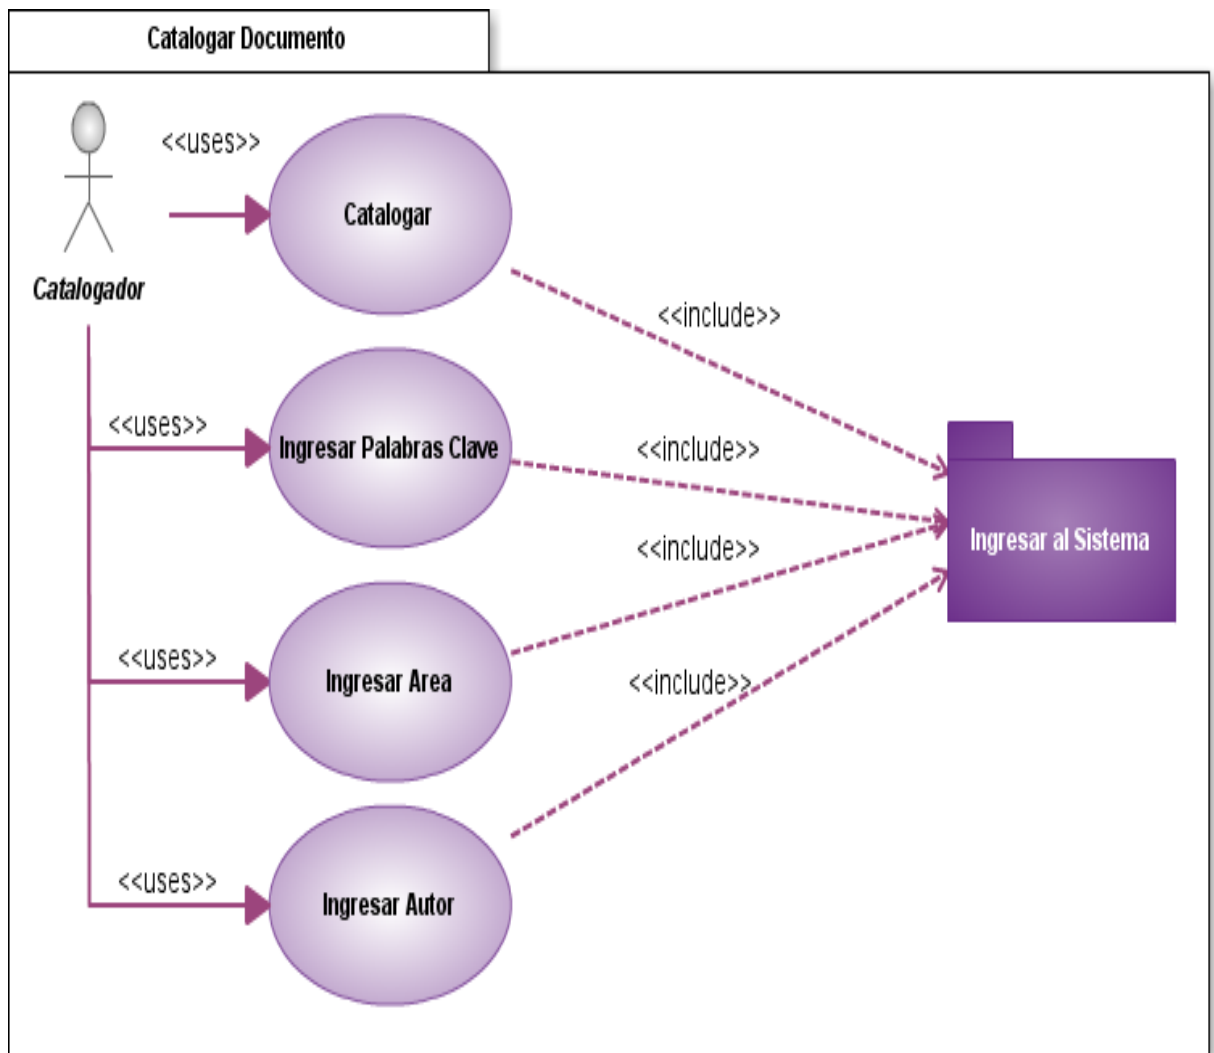 Catalogar Documento
<<uses>>
Catalogar
Catalogador
<<include>>
<<uses>>
Ingresar Palabras Clave
<<include>>
Ingresar al Sistema
<<include>>
<<uses>>
Ingresar Area
<<include>>
<<uses>>
Ingresar Autor